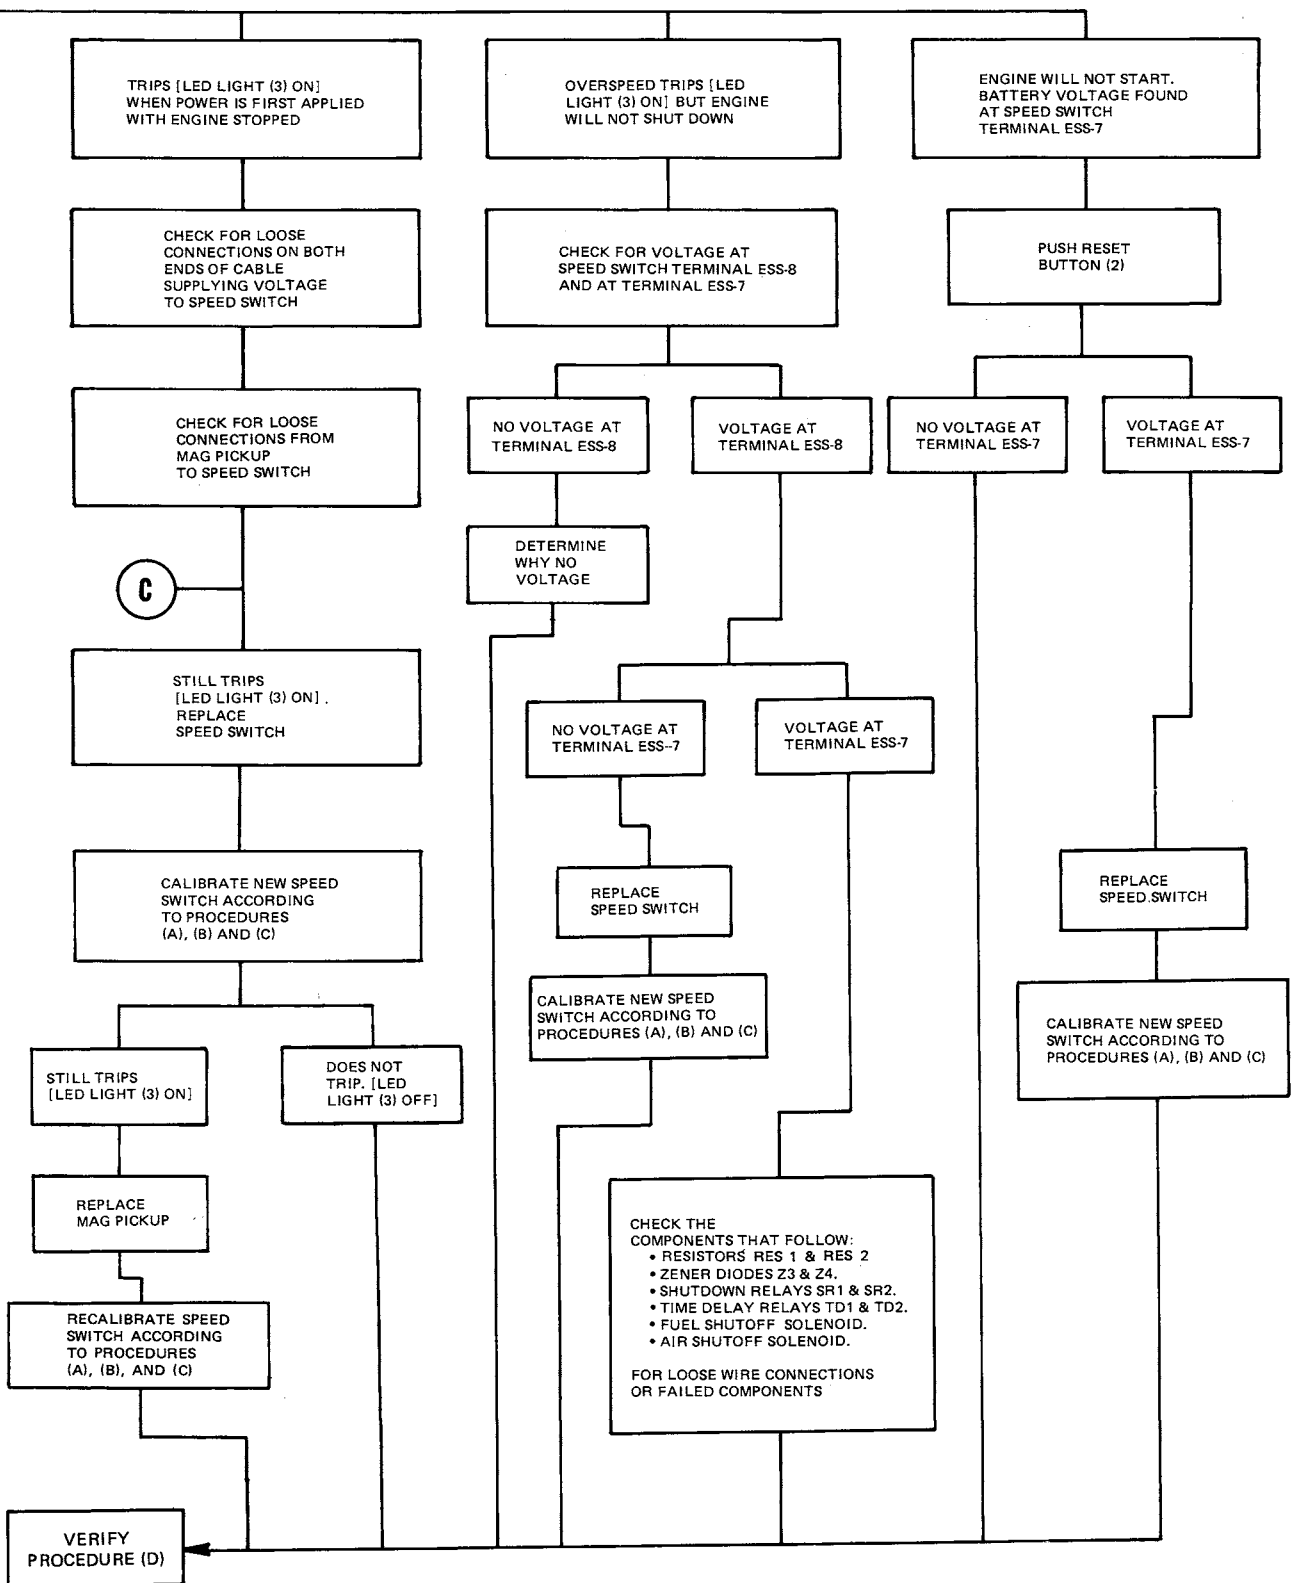 TRIPS [LED LIGHT (3) ON]
WHEN POWER IS FIRST APPLIED
WITH ENGINE STOPPED
OVERSPEED TRIPS [LED
LIGHT (3) ON] BUT ENGINE
WILL NOT SHUT DOWN
ENGINE WILL NOT START.
BATTERY VOLTAGE FOUND
AT SPEED SWITCH
TERMINAL ESS-7
CHECK FOR LOOSE
CONNECTIONS ON BOTH
ENDS OF CABLE
SUPPLYING VOLTAGE
TO SPEED SWITCH
CHECK FOR VOLTAGE AT
SPEED SWITCH TERMINAL ESS-8
AND AT TERMINAL ESS-7
PUSH RESET
BUTTON (2)
CHECK FOR LOOSE
CONNECTIONS FROM
MAG PICKUP
TO SPEED SWITCH
NO VOLTAGE AT
TERMINAL ESS-8
VOLTAGE AT
TERMINAL ESS-8
NO VOLTAGE AT
TERMINAL ESS-7
VOLTAGE AT
TERMINAL ESS-7
DETERMINE
WHY NO
VOLTAGE
C
STILL TRIPS
[LED LIGHT (3) ON] .
REPLACE
SPEED SWITCH
NO VOLTAGE AT
TERMINAL ESS--7
VOLTAGE AT
TERMINAL ESS-7
CALIBRATE NEW SPEED
SWITCH ACCORDING
TO PROCEDURES
(A), (B) AND (C)
REPLACE
SPEED SWITCH
REPLACE
SPEED.SWITCH
CALIBRATE NEW SPEED
SWITCH ACCORDING TO
PROCEDURES (A), (B) AND (C)
CALIBRATE NEW SPEED
SWITCH ACCORDING TO
PROCEDURES (A), (B) AND (C)
STILL TRIPS
[LED LIGHT (3) ON]
DOES NOT
TRIP. [LED
LIGHT (3) OFF]
REPLACE
MAG PICKUP
CHECK THE
COMPONENTS THAT FOLLOW:
• RESISTORS RES 1 & RES 2
• ZENER DIODES Z3 & Z4.
• SHUTDOWN RELAYS SR1 & SR2.
• TIME DELAY RELAYS TD1 & TD2.
• FUEL SHUTOFF SOLENOID.
• AIR SHUTOFF SOLENOID.
FOR LOOSE WIRE CONNECTIONS
OR FAILED COMPONENTS
RECALIBRATE SPEED
SWITCH ACCORDING
TO PROCEDURES
(A), (B), AND (C)
VERIFY
PROCEDURE (D)